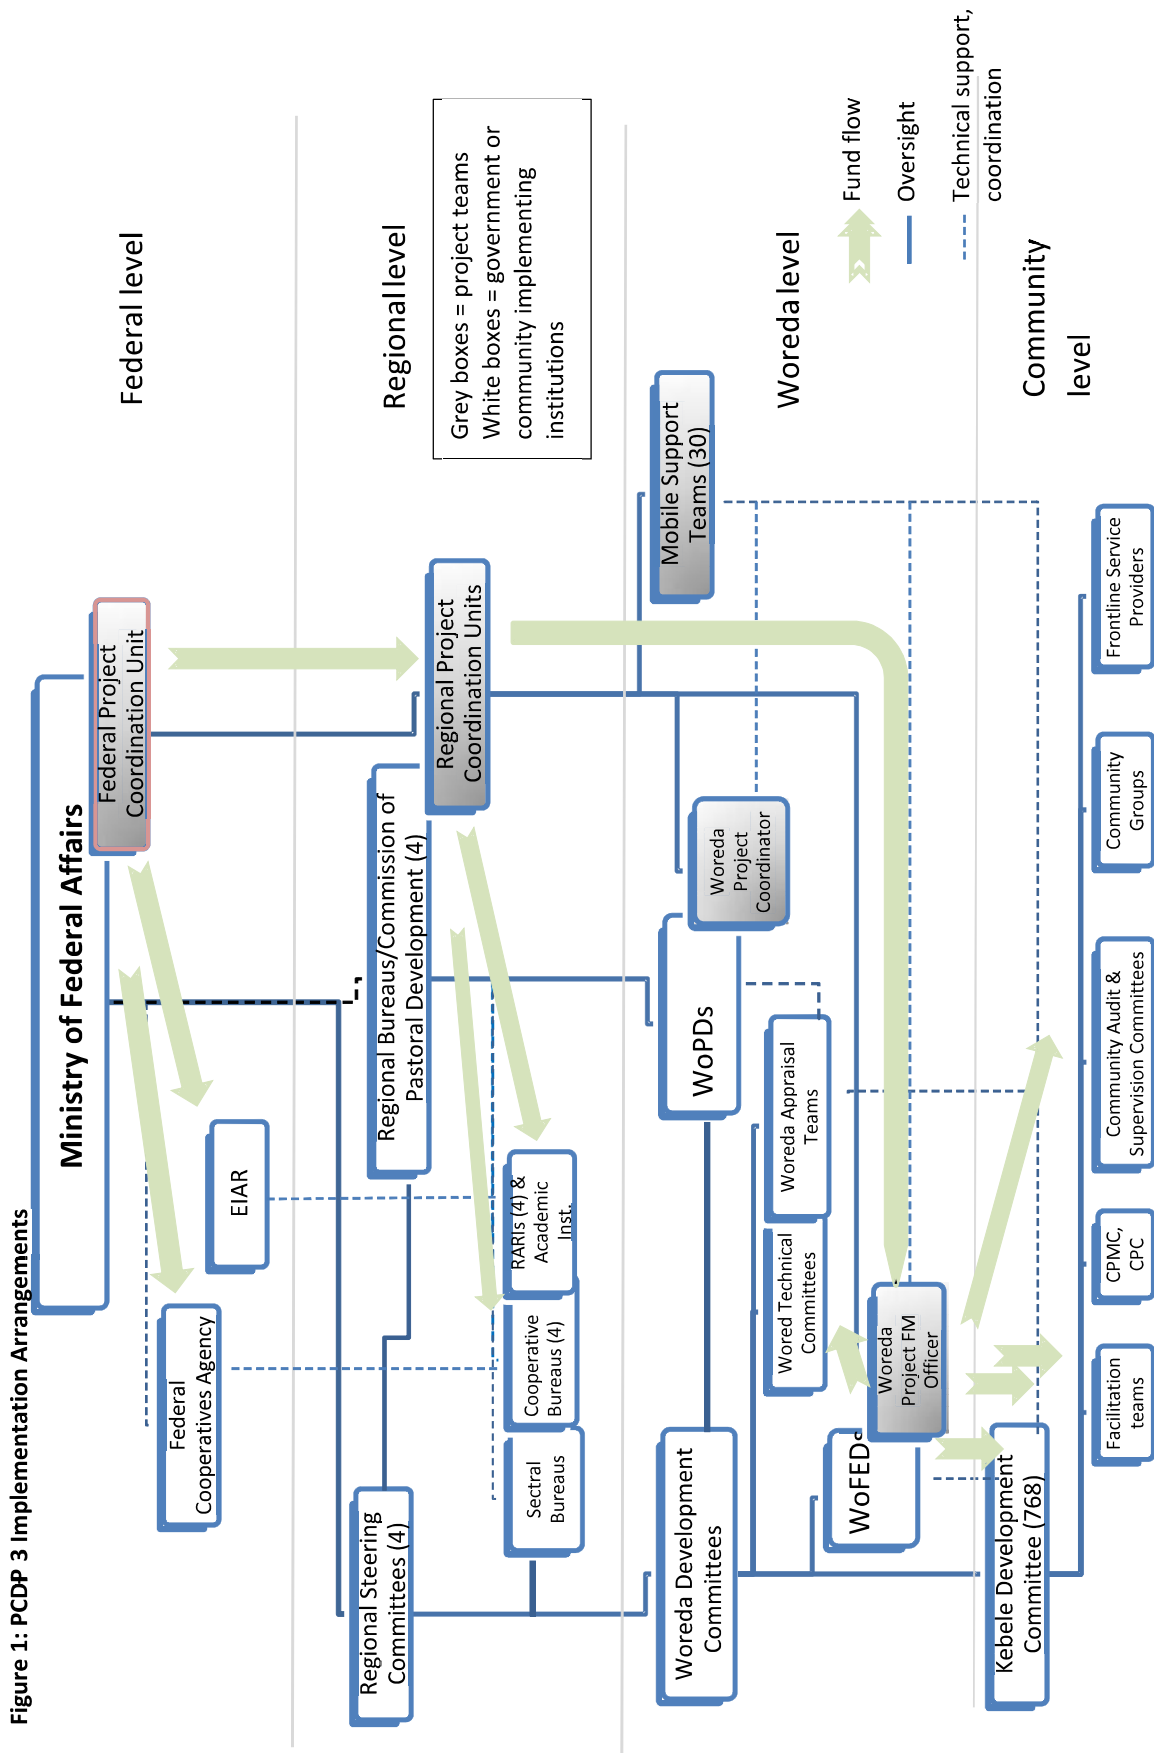 Figure 1: PCDP 3 Implementation Arrangements
Ministry of Federal Affairs
Federal Project
Coordination Unit
Federal level
Federal
Cooperatives Agency
EIAR
Regional Steering
Committees (4)
Regional Bureaus/Commission of
Pastoral Development (4)
Regional Project
Coordination Units
Regional level
Grey boxes = project teams
White boxes = government or
community implementing
institutions
Sectral
Bureaus
Cooperative
Bureaus (4)
RARIs (4) &
Academic
Inst.
Woreda Development
Committees
WoPDs
Woreda
Project
Coordinator
Mobile Support
Teams (30)
Woreda level
Wored Technical
Committees
Woreda Appraisal
Teams
WoFEDs
Woreda
Project FM
Officer
Fund flow
Oversight
Technical support,
coordination
Kebele Development
Committee (768)
Community
level
Facilitation
teams
CPMC,
CPC
Community Audit &
Supervision Committees
Community
Groups
Frontline Service
Providers